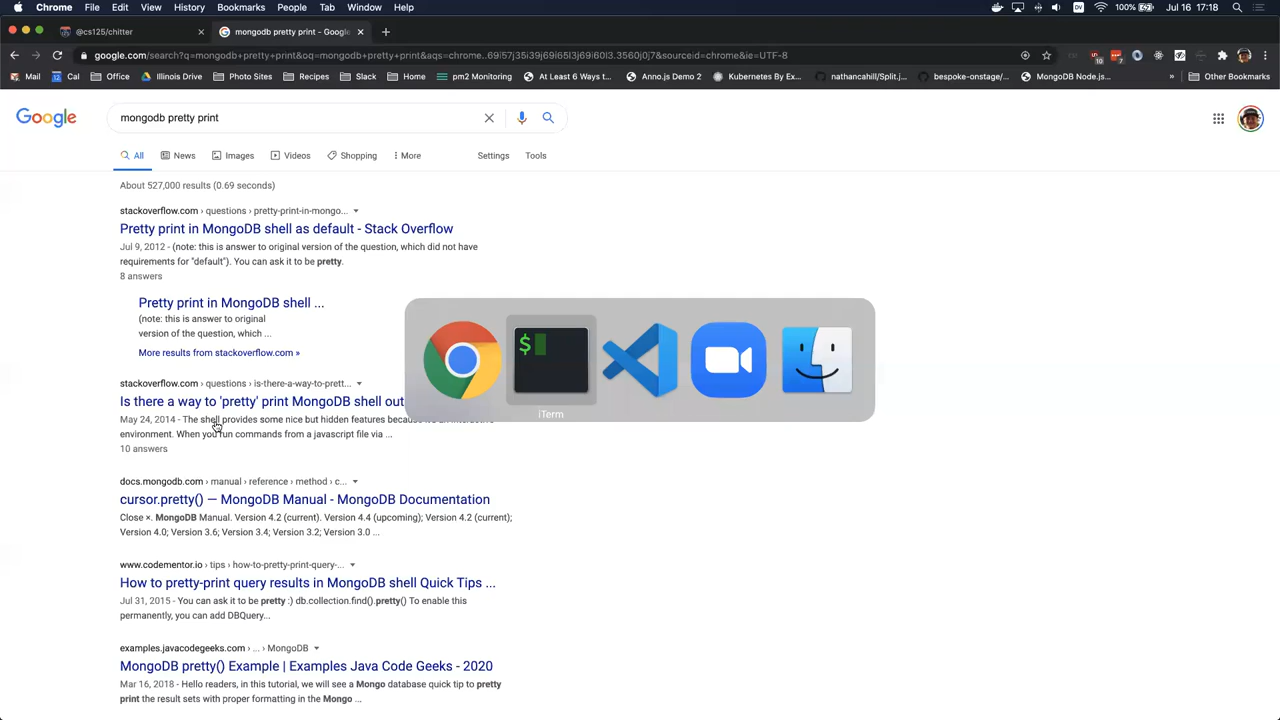 Chrome File Edit View History Bookmarks People Tab Window Help DV 100% Jul 16 17:18
@cs125/chitter mongodb pretty print - Google
google.com/search?q=mongodb+pretty+print&oq=mongodb+pretty+print&aqs=chrome..69i57j35i39j69i65l3j69i60l3.3560j0j7&sourceid=chrome&ie=UTF-8 10 7
Mail Cal Office Illinois Drive Photo Sites Recipes Slack Home pm2 Monitoring At Least 6 Ways t... Anno.js Demo 2 Kubernetes By Ex... nathancahill/Split.j... bespoke-onstage/... MongoDB Node.js... » Other Bookmarks
Google mongodb pretty print
All News Images Videos Shopping More Settings Tools
About 527,000 results (0.69 seconds)
stackoverflow.com › questions › pretty-print-in-mongo...
Pretty print in MongoDB shell as default - Stack Overflow
Jul 9, 2012 - (note: this is answer to original version of the question, which did not have
requirements for "default"). You can ask it to be pretty.
8 answers
Pretty print in MongoDB shell ...
(note: this is answer to original
version of the question, which ...
More results from stackoverflow.com »
stackoverflow.com › questions › is-there-a-way-to-prett...
Is there a way to 'pretty' print MongoDB shell out
May 24, 2014 - The shell provides some nice but hidden features because it's an interactive
environment. When you run commands from a javascript file via ...
10 answers
$
iTerm
docs.mongodb.com › manual › reference › method › c...
cursor.pretty() — MongoDB Manual - MongoDB Documentation
Close ×. MongoDB Manual. Version 4.2 (current). Version 4.4 (upcoming); Version 4.2 (current);
Version 4.0; Version 3.6; Version 3.4; Version 3.2; Version 3.0 ...
www.codementor.io › tips › how-to-pretty-print-query-...
How to pretty-print query results in MongoDB shell Quick Tips ...
Jul 31, 2015 - You can ask it to be pretty :) db.collection.find().pretty() To enable this
permanently, you can add DBQuery...
examples.javacodegeeks.com › ... › MongoDB
MongoDB pretty() Example | Examples Java Code Geeks - 2020
Mar 16, 2018 - Hello readers, in this tutorial, we will see a Mongo database quick tip to pretty
print the result sets with proper formatting in the Mongo ...